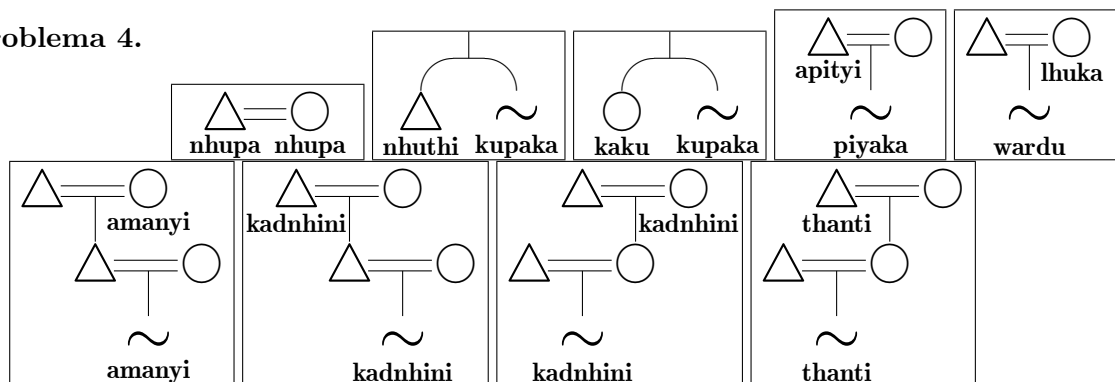 roblema 4.
apityi
lhuka
nhupa nhupa
nhuthi kupaka
kaku kupaka
piyaka
wardu
amanyi
kadnhini
kadnhini
thanti
amanyi
kadnhini
kadnhini
thanti